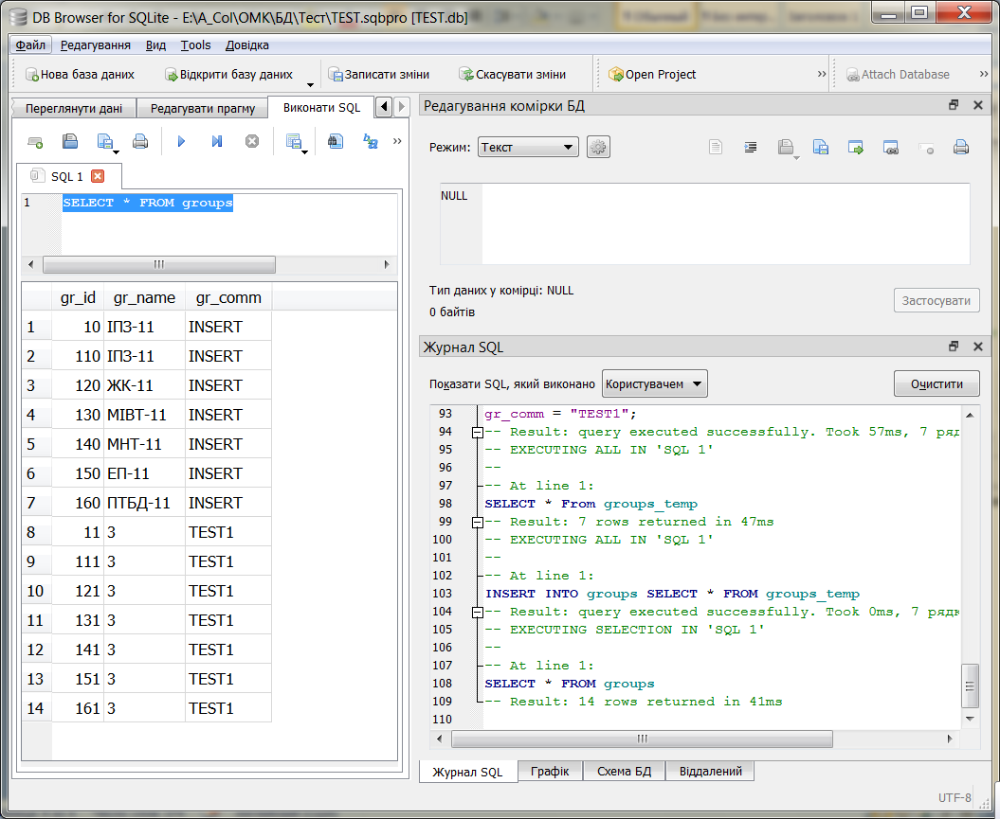 DB Browser for SQLite - E:\A_Col\ОМК\БД\Тест\TEST.sqbpro [TEST.db]
Файл Редагування Вид Tools Довідка
Нова база даних Відкрити базу даних Записати зміни Скасувати зміни Open Project » Attach Database »
Переглянути дані Редагувати прагму Виконати SQL
SQL 1
1 SELECT * FROM groups
gr_id gr_name gr_comm
1 10 ІПЗ-11 INSERT
2 110 ІПЗ-11 INSERT
3 120 ЖК-11 INSERT
4 130 МІВТ-11 INSERT
5 140 МНТ-11 INSERT
6 150 ЕП-11 INSERT
7 160 ПТБД-11 INSERT
8 11 3 TEST1
9 111 3 TEST1
10 121 3 TEST1
11 131 3 TEST1
12 141 3 TEST1
13 151 3 TEST1
14 161 3 TEST1
Редагування комірки БД
Режим: Текст
NULL
Тип даних у комірці: NULL
0 байтів
Застосувати
Журнал SQL
Показати SQL, який виконано Користувачем Очистити
93 gr_comm = "TEST1";
94 -- Result: query executed successfully. Took 57ms, 7 ряд
95 -- EXECUTING ALL IN 'SQL 1'
96 --
97 -- At line 1:
98 SELECT * From groups_temp
99 -- Result: 7 rows returned in 47ms
100 -- EXECUTING ALL IN 'SQL 1'
101 --
102 -- At line 1:
103 INSERT INTO groups SELECT * FROM groups_temp
104 -- Result: query executed successfully. Took 0ms, 7 рядк
105 -- EXECUTING SELECTION IN 'SQL 1'
106 --
107 -- At line 1:
108 SELECT * FROM groups
109 -- Result: 14 rows returned in 41ms
110
Журнал SQL Графік Схема БД Віддалений
UTF-8